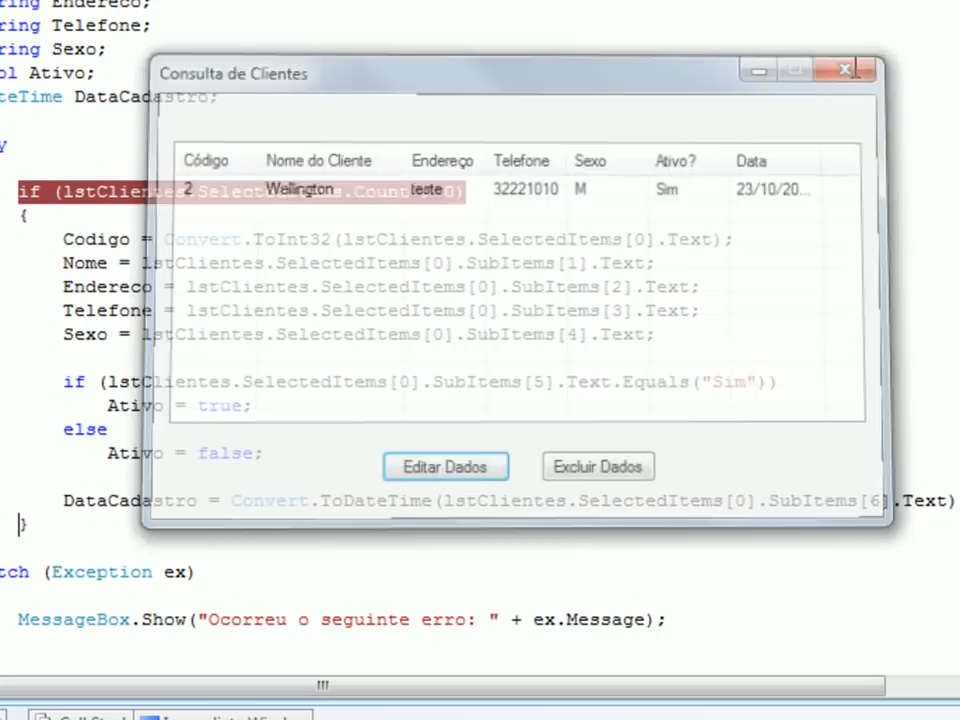 ring Endereco;
ring Telefone;
ring Sexo;
ol Ativo;
teTime DataCadastro;
y
if (lstClientes.SelectedItems.Count 0)
{
Codigo = Convert.ToInt32(lstClientes.SelectedItems[0].Text);
Nome = lstClientes.SelectedItems[0].SubItems[1].Text;
Endereco = lstClientes.SelectedItems[0].SubItems[2].Text;
Telefone = lstClientes.SelectedItems[0].SubItems[3].Text;
Sexo = lstClientes.SelectedItems[0].SubItems[4].Text;
if (lstClientes.SelectedItems[0].SubItems[5].Text.Equals("Sim"))
Ativo = true;
else
Ativo = false;
DataCadastro = Convert.ToDateTime(lstClientes.SelectedItems[0].SubItems[6].Text)
}
tch (Exception ex)
MessageBox.Show("Ocorreu o seguinte erro: " + ex.Message);
Consulta de Clientes
Código Nome do Cliente Endereço Telefone Sexo Ativo? Data
2 Wellington teste 32221010 M Sim 23/10/20...
Editar Dados Excluir Dados